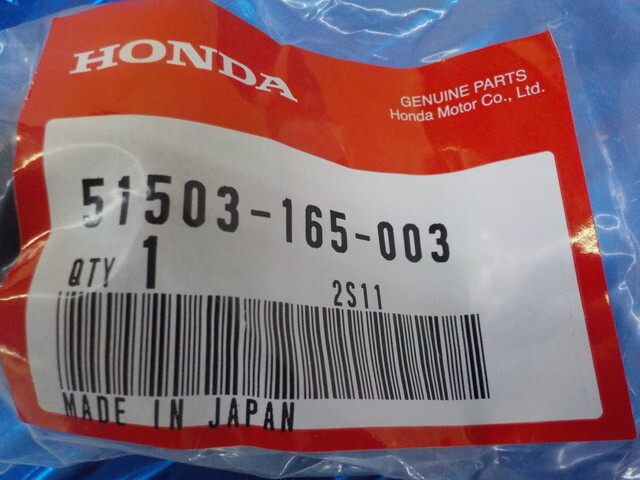 HONDA
GENUINE PARTS
Honda Motor Co., Ltd.
51503-165-003
QTY 1
2S11
MADE IN JAPAN